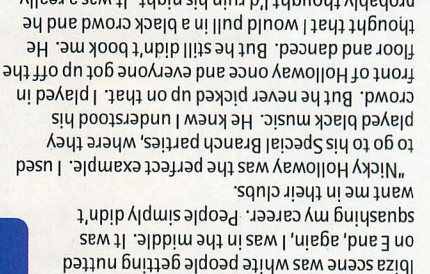 Ibiza scene was white people getting nutted
on E and, again, I was in the middle. It was
squashing my career. People simply didn't
want me in their clubs.
"Nicky Holloway was the perfect example. I used
to go to his Special Branch parties, where they
played black music. He knew I understood his
crowd. But he never picked up on that. I played in
front of Holloway once and everyone got up off the
floor and danced. But he still didn't book me. He
thought that I would pull in a black crowd and he
probably thought I'd ruin his night. It was a really